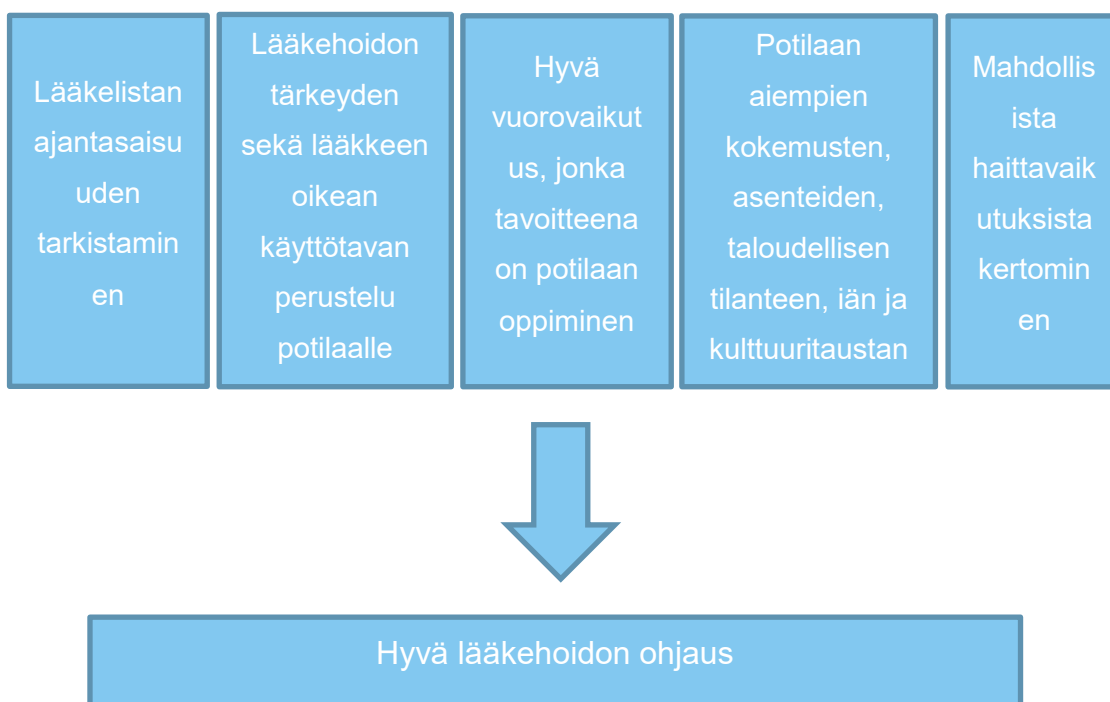 Lääkelistan
ajantasaisu
uden
tarkistamin
en
Lääkehoidon
tärkeyden
sekä lääkkeen
oikean
käyttötavan
perustelu
potilaalle
Hyvä
vuorovaikut
us, jonka
tavoitteena
on potilaan
oppiminen
Potilaan
aiempien
kokemusten,
asenteiden,
taloudellisen
tilanteen, iän ja
kulttuuritaustan
Mahdollis
ista
haittavaik
utuksista
kertomin
en
Hyvä lääkehoidon ohjaus